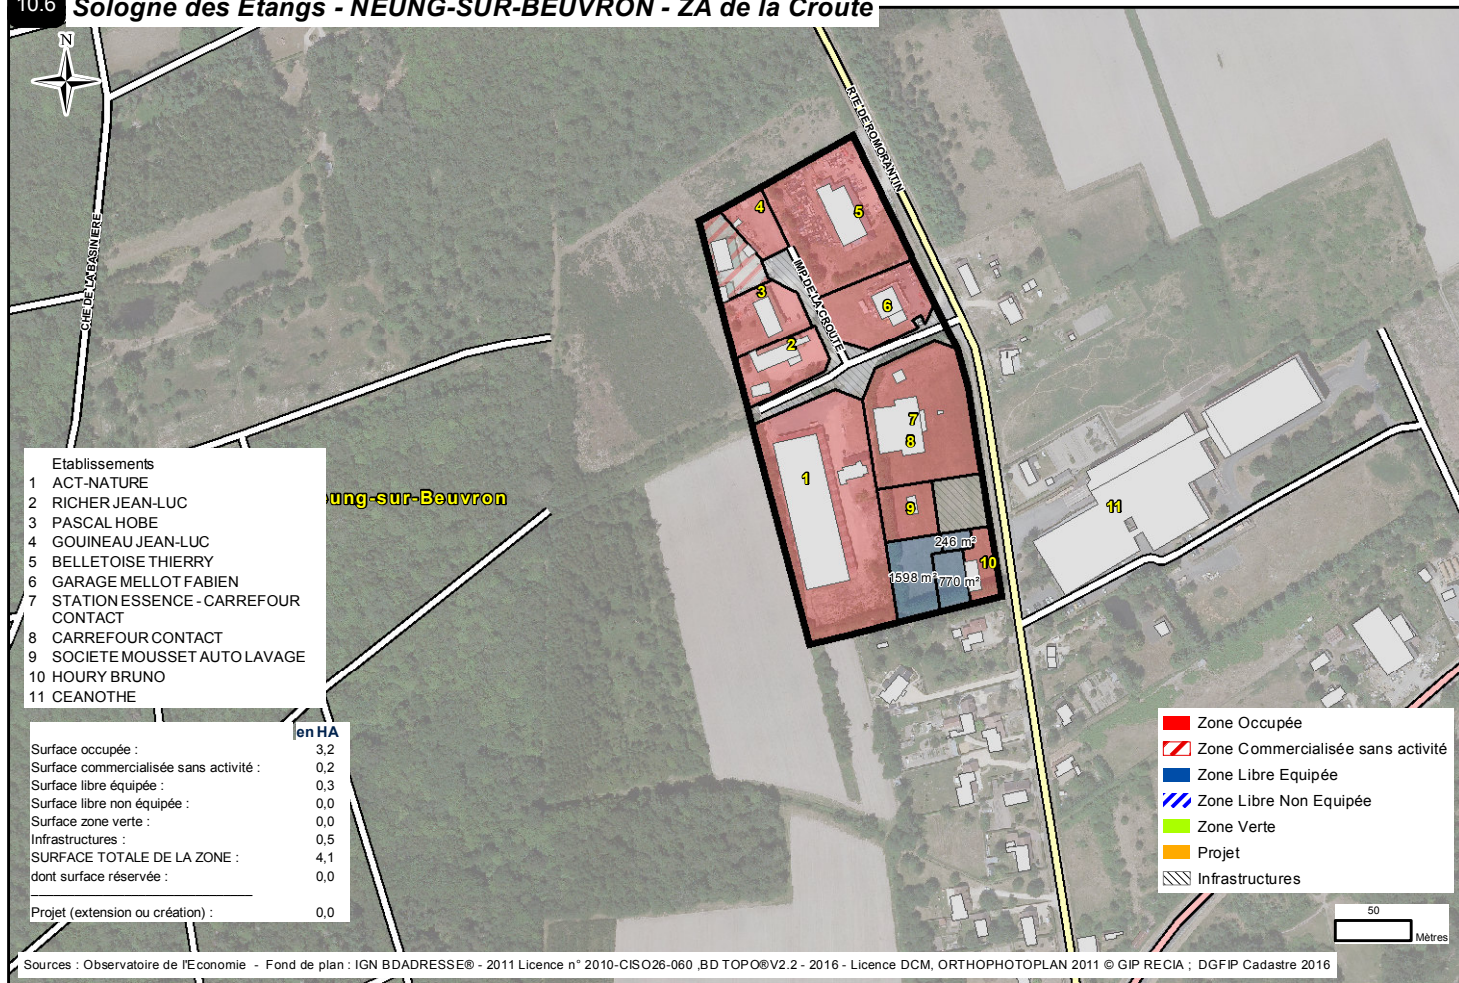 10.6 Sologne des Etangs - NEUNG-SUR-BEUVRON - ZA de la Croute
N
RTE DE ROMORANTIN
CHE DE LA BASINIERE
IMP DE LA CROUTE
4
5
3
6
2
7
8
1
9
11
10
246 m²
1598 m²
770 m²
eung-sur-Beuvron
Etablissements
1 ACT-NATURE
2 RICHER JEAN-LUC
3 PASCAL HOBE
4 GOUINEAU JEAN-LUC
5 BELLETOISE THIERRY
6 GARAGE MELLOT FABIEN
7 STATION ESSENCE - CARREFOUR
CONTACT
8 CARREFOUR CONTACT
9 SOCIETE MOUSSET AUTO LAVAGE
10 HOURY BRUNO
11 CEANOTHE
en HA
Surface occupée : 3,2
Surface commercialisée sans activité : 0,2
Surface libre équipée : 0,3
Surface libre non équipée : 0,0
Surface zone verte : 0,0
Infrastructures : 0,5
SURFACE TOTALE DE LA ZONE : 4,1
dont surface réservée : 0,0
Projet (extension ou création) : 0,0
Zone Occupée
Zone Commercialisée sans activité
Zone Libre Equipée
Zone Libre Non Equipée
Zone Verte
Projet
Infrastructures
50
Mètres
Sources : Observatoire de l'Economie - Fond de plan : IGN BDADRESSE® - 2011 Licence n° 2010-CISO26-060 ,BD TOPO®V2.2 - 2016 - Licence DCM, ORTHOPHOTOPLAN 2011 © GIP RECIA ; DGFIP Cadastre 2016